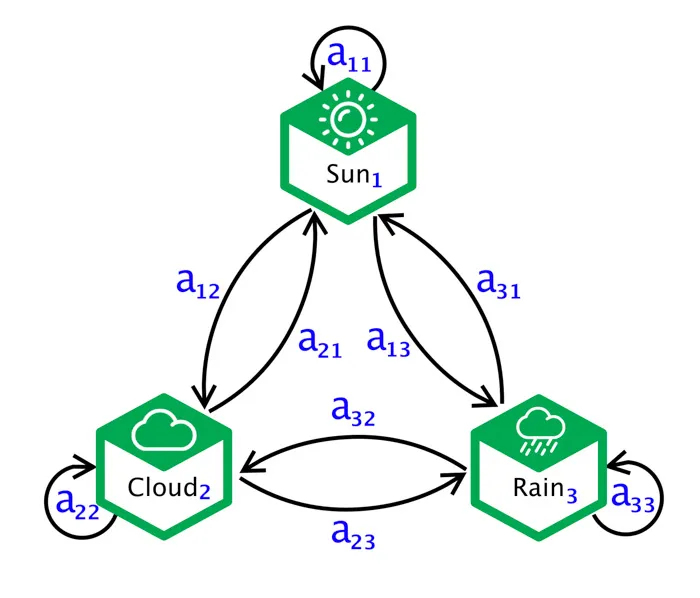 a₁₁
Sun₁
a₁₂
a₃₁
a₂₁
a₁₃
a₃₂
Cloud₂
Rain₃
a₂₂
a₃₃
a₂₃